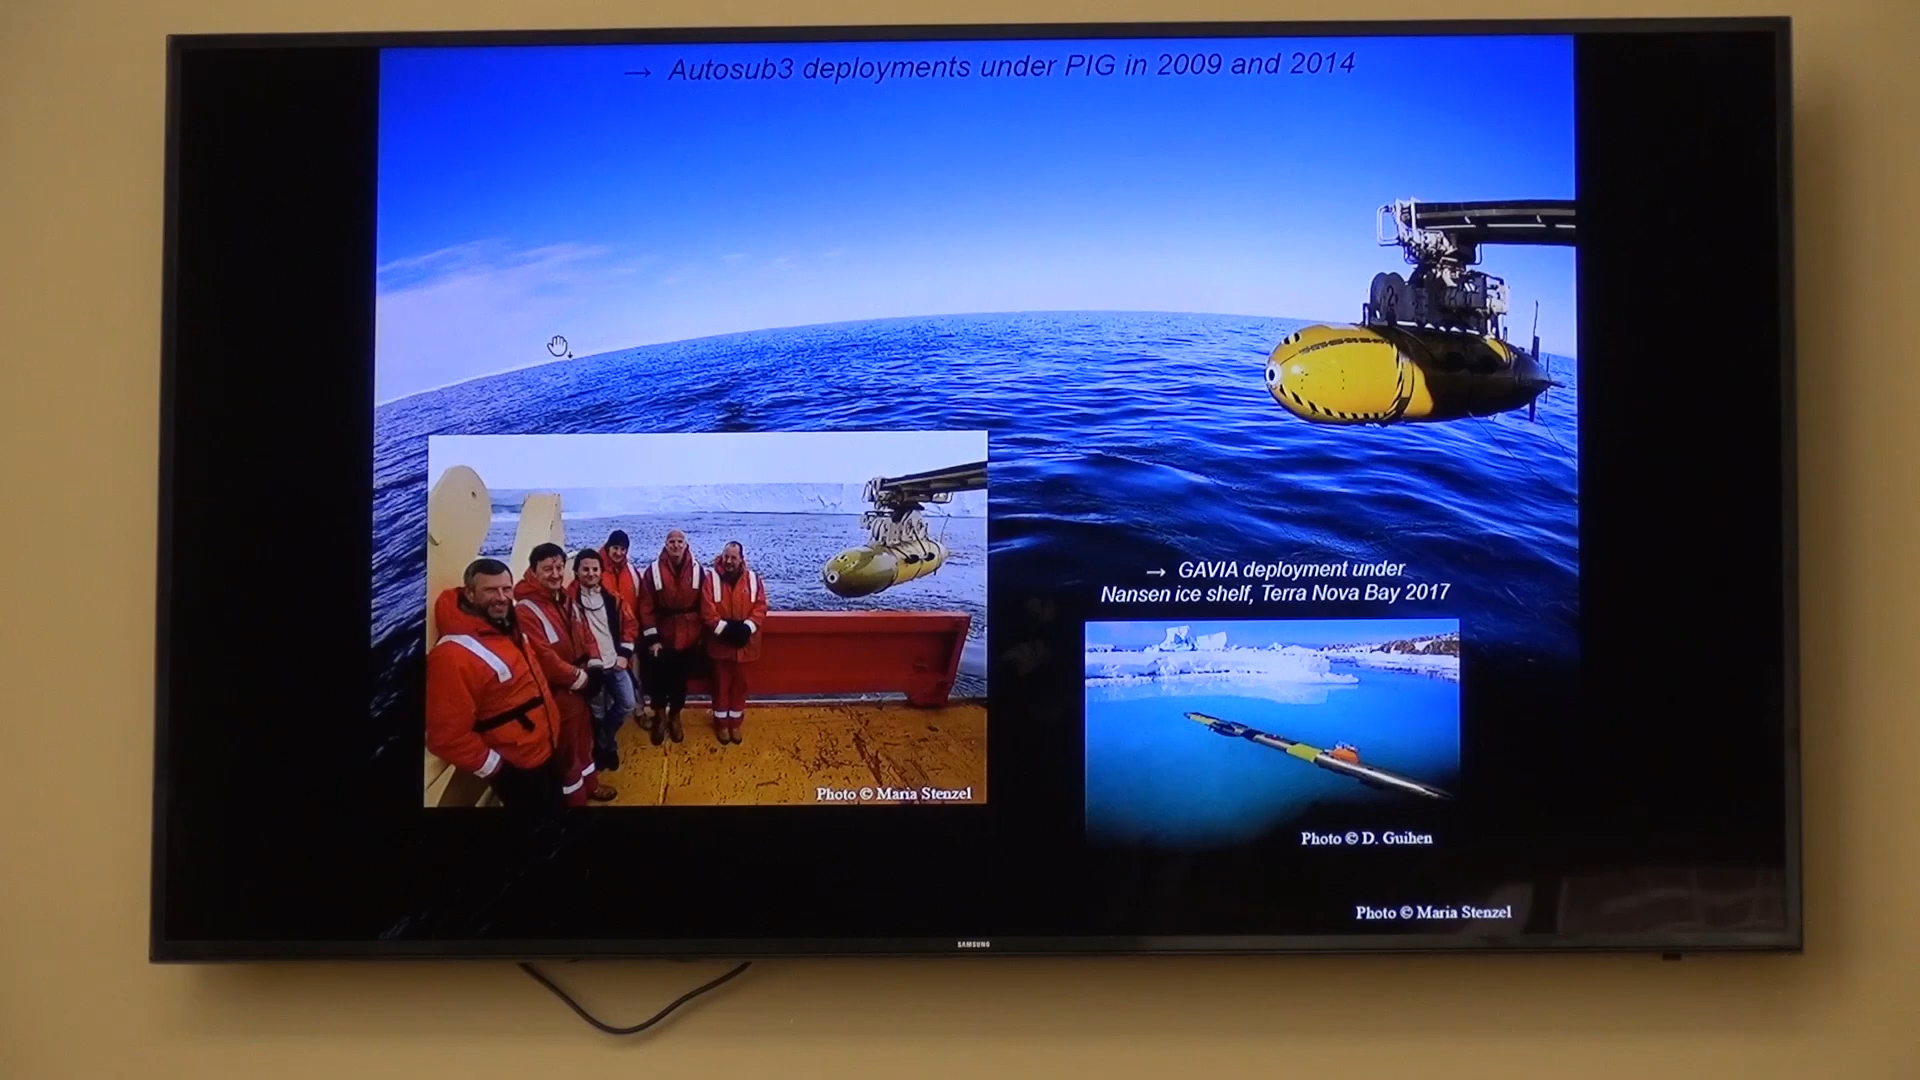 → Autosub3 deployments under PIG in 2009 and 2014
→ GAVIA deployment under
Nansen ice shelf, Terra Nova Bay 2017
Photo © Maria Stenzel
Photo © D. Guihen
Photo © Maria Stenzel
SAMSUNG